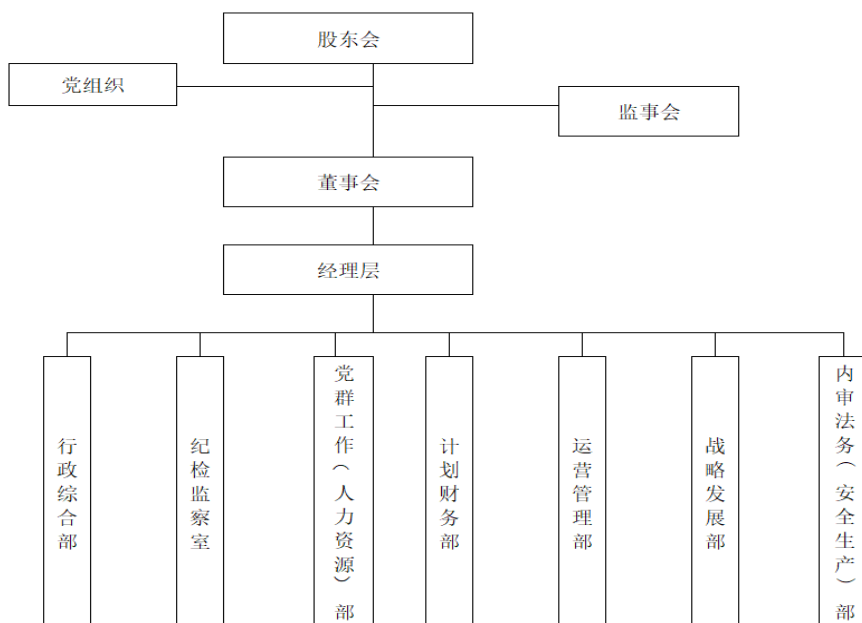 股东会
党组织
监事会
董事会
经理层
行政综合部
纪检监察室
党群工作（人力资源）部
计划财务部
运营管理部
战略发展部
内审法务（安全生产）部